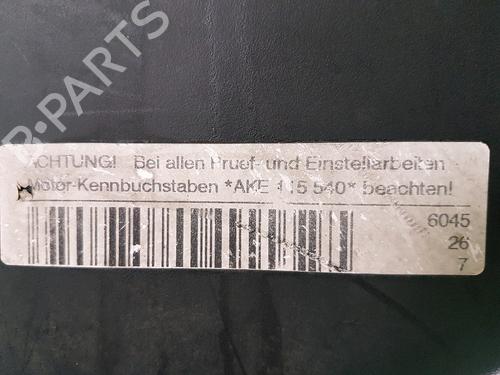 B-PARTS
ACHTUNG! Bei allen Pruef- und Einstellarbeiten
Motor-Kennbuchstaben *AKE 115 540* beachten!
6045
26
7